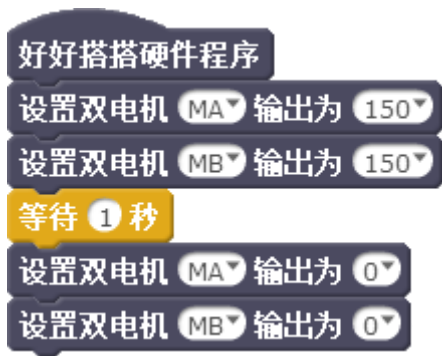 好好搭搭硬件程序
设置双电机 MA 输出为 150
设置双电机 MB 输出为 150
等待 1 秒
设置双电机 MA 输出为 0
设置双电机 MB 输出为 0